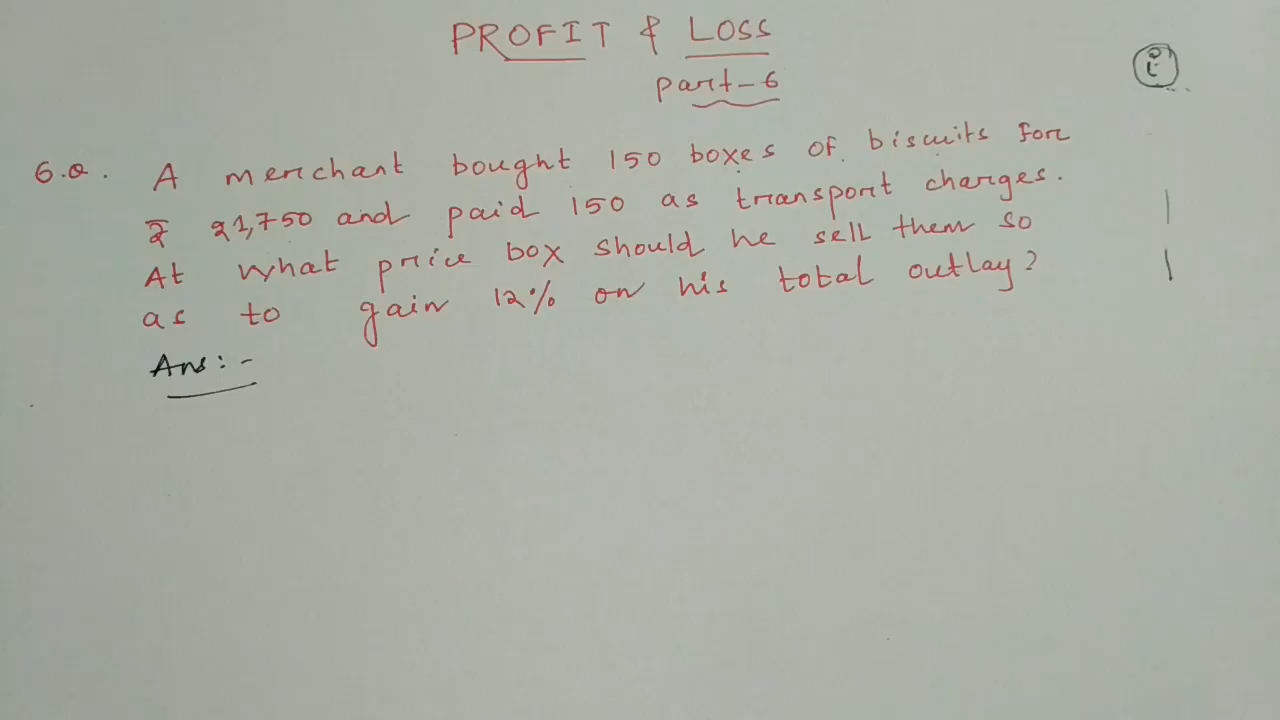 PROFIT & LOSS
Part-6
6.Q. A merchant bought 150 boxes of biscuits for
₹ 21,750 and paid 150 as transport charges.
At what price box should he sell them so
as to gain 12% on his total outlay?
Ans:-